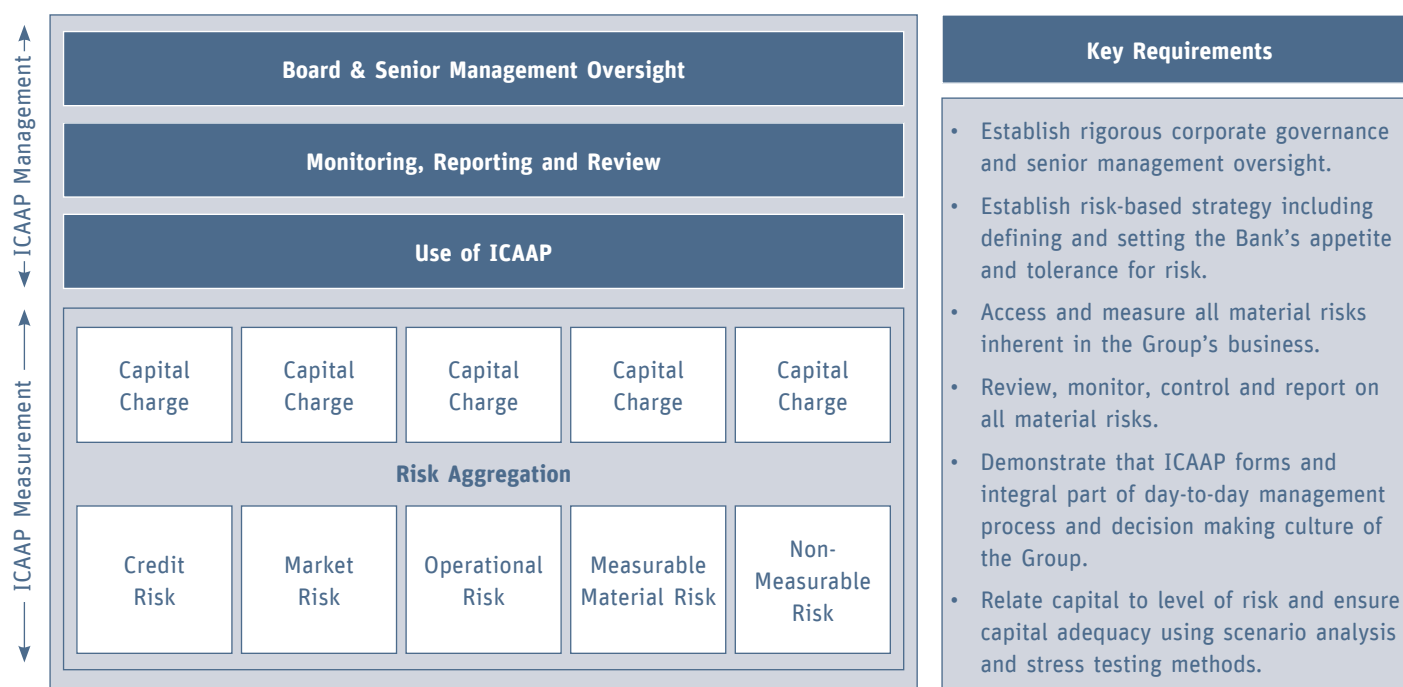 ICAAP Management
Board & Senior Management Oversight
Monitoring, Reporting and Review
Use of ICAAP
ICAAP Measurement
Capital
Charge
Capital
Charge
Capital
Charge
Capital
Charge
Capital
Charge
Risk Aggregation
Credit
Risk
Market
Risk
Operational
Risk
Measurable
Material Risk
Non-
Measurable
Risk
Key Requirements
• Establish rigorous corporate governance
and senior management oversight.
• Establish risk-based strategy including
defining and setting the Bank's appetite
and tolerance for risk.
• Access and measure all material risks
inherent in the Group's business.
• Review, monitor, control and report on
all material risks.
• Demonstrate that ICAAP forms and
integral part of day-to-day management
process and decision making culture of
the Group.
• Relate capital to level of risk and ensure
capital adequacy using scenario analysis
and stress testing methods.